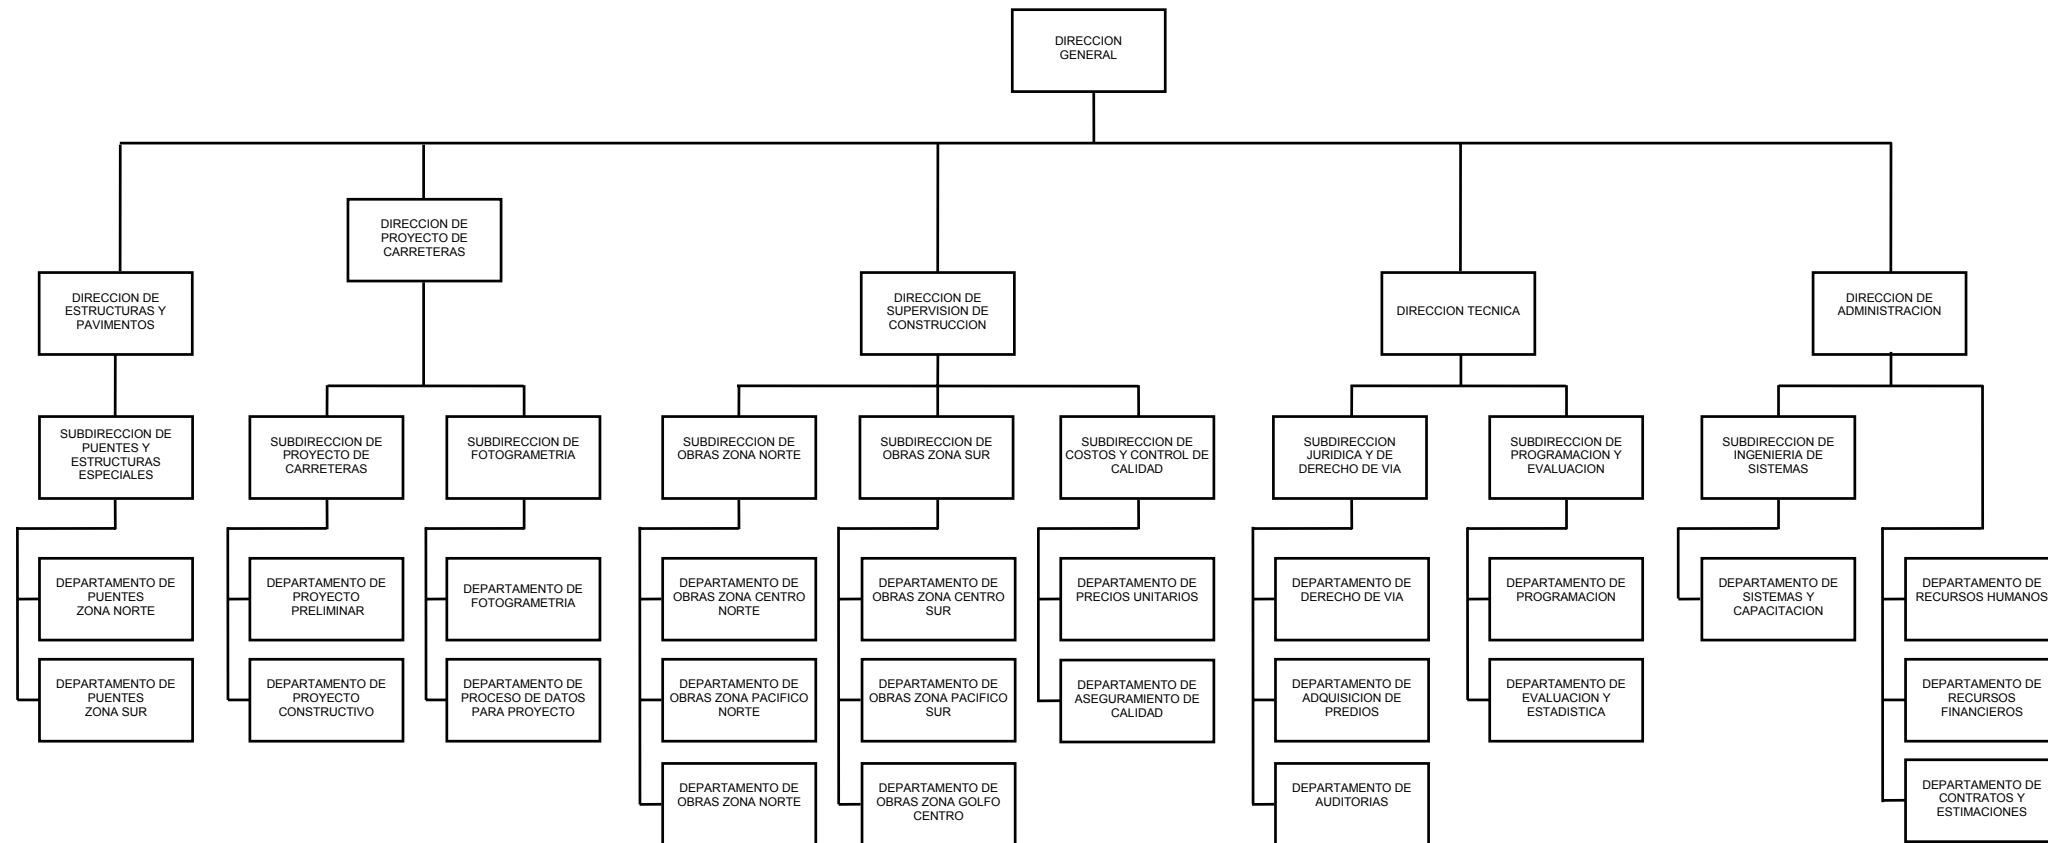 DIRECCION
GENERAL
DIRECCION DE
PROYECTO DE
CARRETERAS
DIRECCION DE
ESTRUCTURAS Y
PAVIMENTOS
DIRECCION DE
SUPERVISION DE
CONSTRUCCION
DIRECCION TECNICA
DIRECCION DE
ADMINISTRACION
SUBDIRECCION DE
PUENTES Y
ESTRUCTURAS
ESPECIALES
SUBDIRECCION DE
PROYECTO DE
CARRETERAS
SUBDIRECCION DE
FOTOGRAMETRIA
SUBDIRECCION DE
OBRAS ZONA NORTE
SUBDIRECCION DE
OBRAS ZONA SUR
SUBDIRECCION DE
COSTOS Y CONTROL DE
CALIDAD
SUBDIRECCION
JURIDICA Y DE
DERECHO DE VIA
SUBDIRECCION DE
PROGRAMACION Y
EVALUACION
SUBDIRECCION DE
INGENIERIA DE
SISTEMAS
DEPARTAMENTO DE
PUENTES
ZONA NORTE
DEPARTAMENTO DE
PROYECTO
PRELIMINAR
DEPARTAMENTO DE
FOTOGRAMETRIA
DEPARTAMENTO DE
OBRAS ZONA CENTRO
NORTE
DEPARTAMENTO DE
OBRAS ZONA CENTRO
SUR
DEPARTAMENTO DE
PRECIOS UNITARIOS
DEPARTAMENTO DE
DERECHO DE VIA
DEPARTAMENTO DE
PROGRAMACION
DEPARTAMENTO DE
SISTEMAS Y
CAPACITACION
DEPARTAMENTO DE
RECURSOS HUMANOS
DEPARTAMENTO DE
PUENTES
ZONA SUR
DEPARTAMENTO DE
PROYECTO
CONSTRUCTIVO
DEPARTAMENTO DE
PROCESO DE DATOS
PARA PROYECTO
DEPARTAMENTO DE
OBRAS ZONA PACIFICO
NORTE
DEPARTAMENTO DE
OBRAS ZONA PACIFICO
SUR
DEPARTAMENTO DE
ASEGURAMIENTO DE
CALIDAD
DEPARTAMENTO DE
ADQUISICION DE
PREDIOS
DEPARTAMENTO DE
EVALUACION Y
ESTADISTICA
DEPARTAMENTO DE
RECURSOS
FINANCIEROS
DEPARTAMENTO DE
OBRAS ZONA NORTE
DEPARTAMENTO DE
OBRAS ZONA GOLFO
CENTRO
DEPARTAMENTO DE
AUDITORIAS
DEPARTAMENTO DE
CONTRATOS Y
ESTIMACIONES